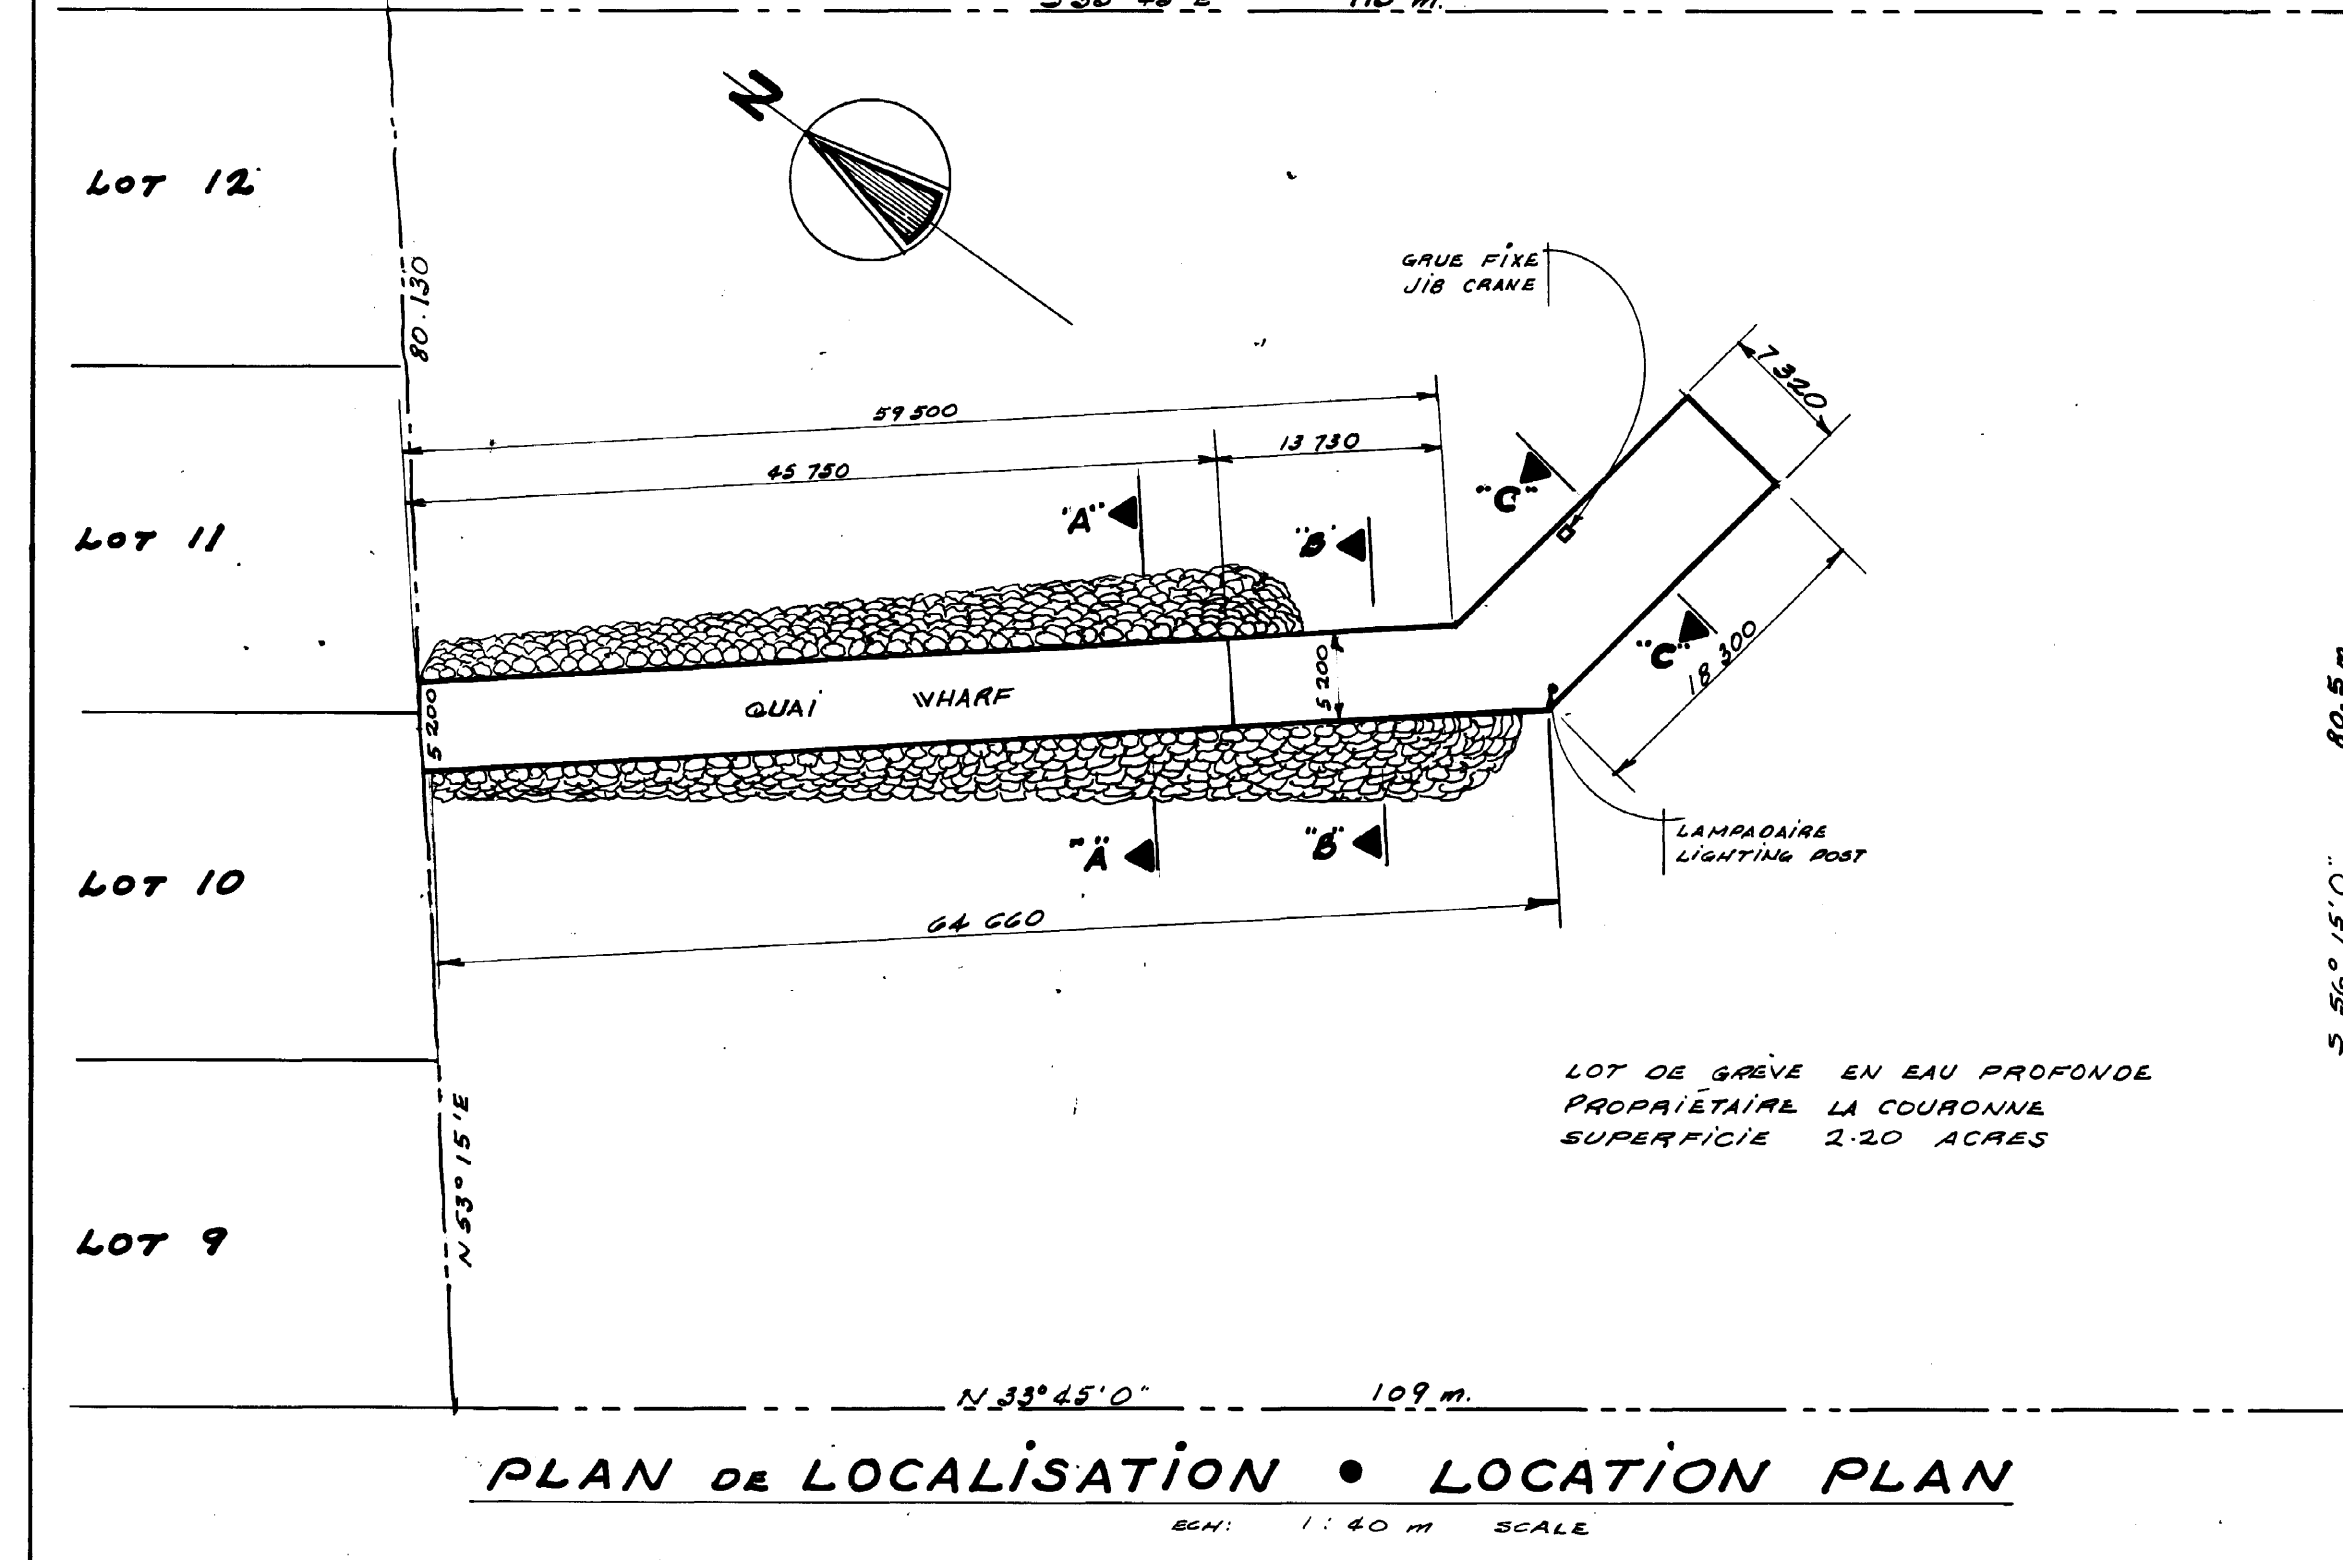 110 m.
N
LOT 12
80.130
GRUE FIXE
JIB CRANE
7 320
59 500
13 730
45 750
"A"
"B"
"C"
LOT 11
5 200
QUAI WHARF
5 200
"C"
18 300
80.5 m
"A"
"B"
LAMPADAIRE
LIGHTING POST
LOT 10
64 660
S 56° 15' 0"
LOT DE GRÈVE EN EAU PROFONDE
PROPRIÉTAIRE LA COURONNE
SUPERFICIE 2.20 ACRES
N 53° 15' E
LOT 9
N 33° 45' 0" 109 m.
PLAN DE LOCALISATION • LOCATION PLAN
ECH: 1 : 40 m SCALE